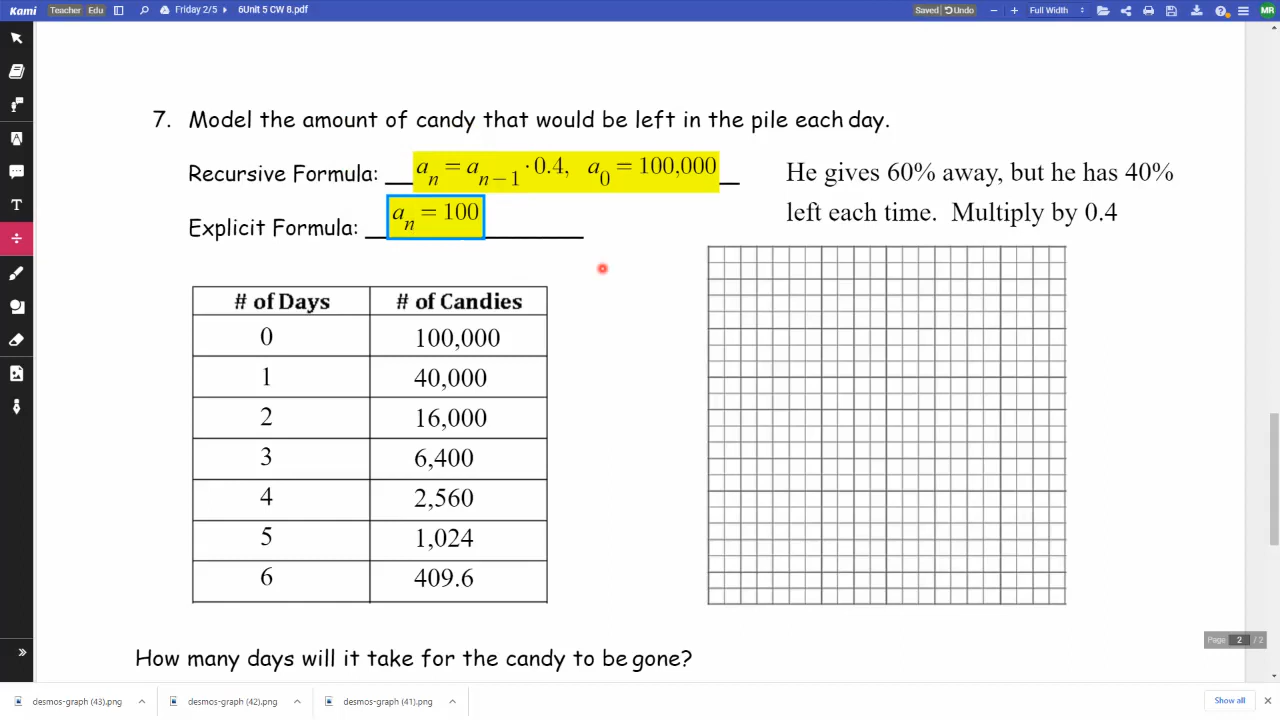 Kami Teacher Edu Friday 2/5 ▸ 6Unit 5 CW 8.pdf Saved Undo − + Full Width MR
7. Model the amount of candy that would be left in the pile each day.
Recursive Formula: __ a_n = a_{n−1} · 0.4, a_0 = 100,000 __
He gives 60% away, but he has 40%
left each time. Multiply by 0.4
Explicit Formula: __ a_n = 100 ________
# of Days # of Candies
0 100,000
1 40,000
2 16,000
3 6,400
4 2,560
5 1,024
6 409.6
How many days will it take for the candy to be gone?
Page 2 / 2
desmos-graph (43).png desmos-graph (42).png desmos-graph (41).png Show all